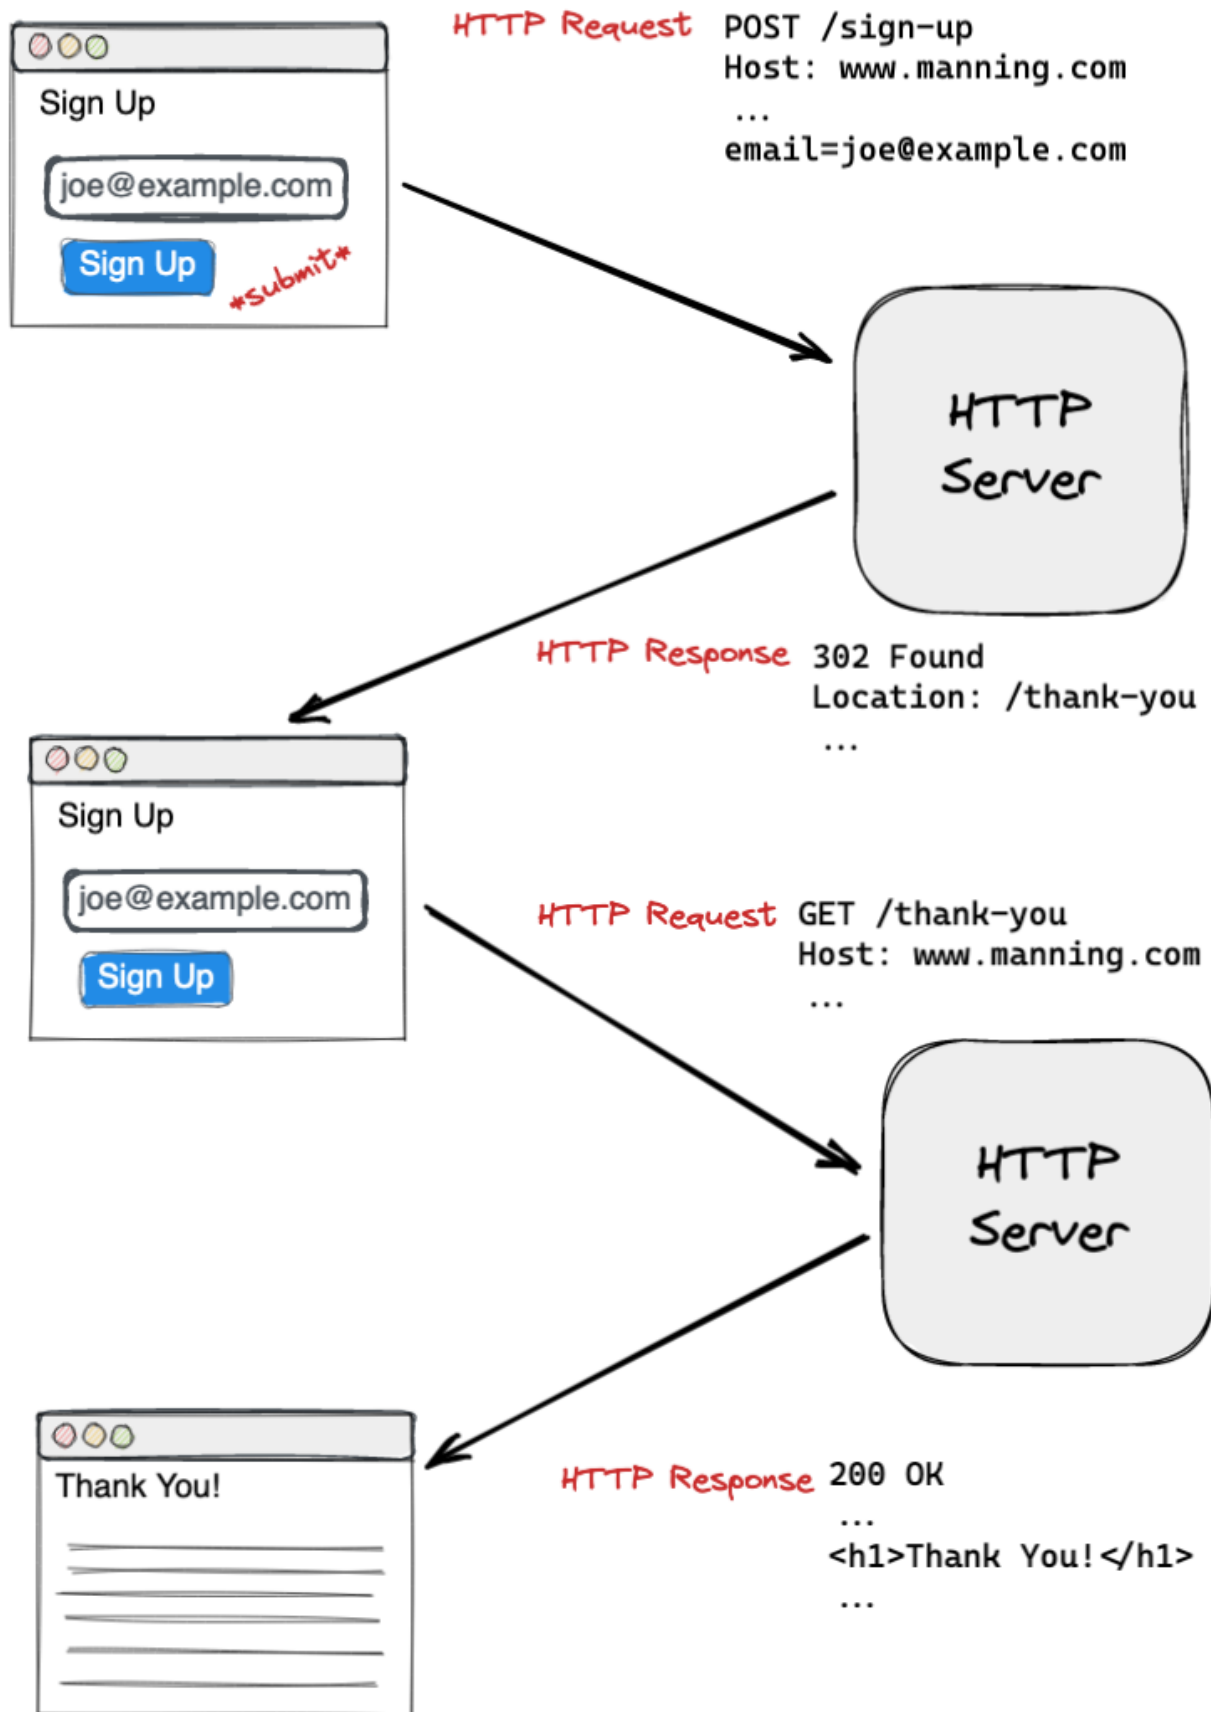 HTTP Request POST /sign-up
Host: www.manning.com
...
email=joe@example.com
Sign Up
joe@example.com
Sign Up
*submit*
HTTP
Server
HTTP Response 302 Found
Location: /thank-you
...
Sign Up
joe@example.com
Sign Up
HTTP Request GET /thank-you
Host: www.manning.com
...
HTTP
Server
Thank You!
HTTP Response 200 OK
...
<h1>Thank You!</h1>
...